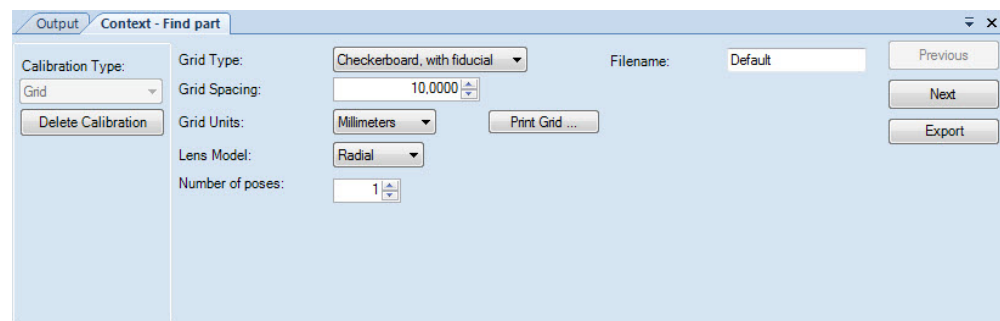 Output
Context - Find part
Calibration Type:
Grid
Delete Calibration
Grid Type:
Checkerboard, with fiducial
Filename:
Default
Grid Spacing:
10,0000
Grid Units:
Millimeters
Print Grid ...
Lens Model:
Radial
Number of poses:
1
Previous
Next
Export